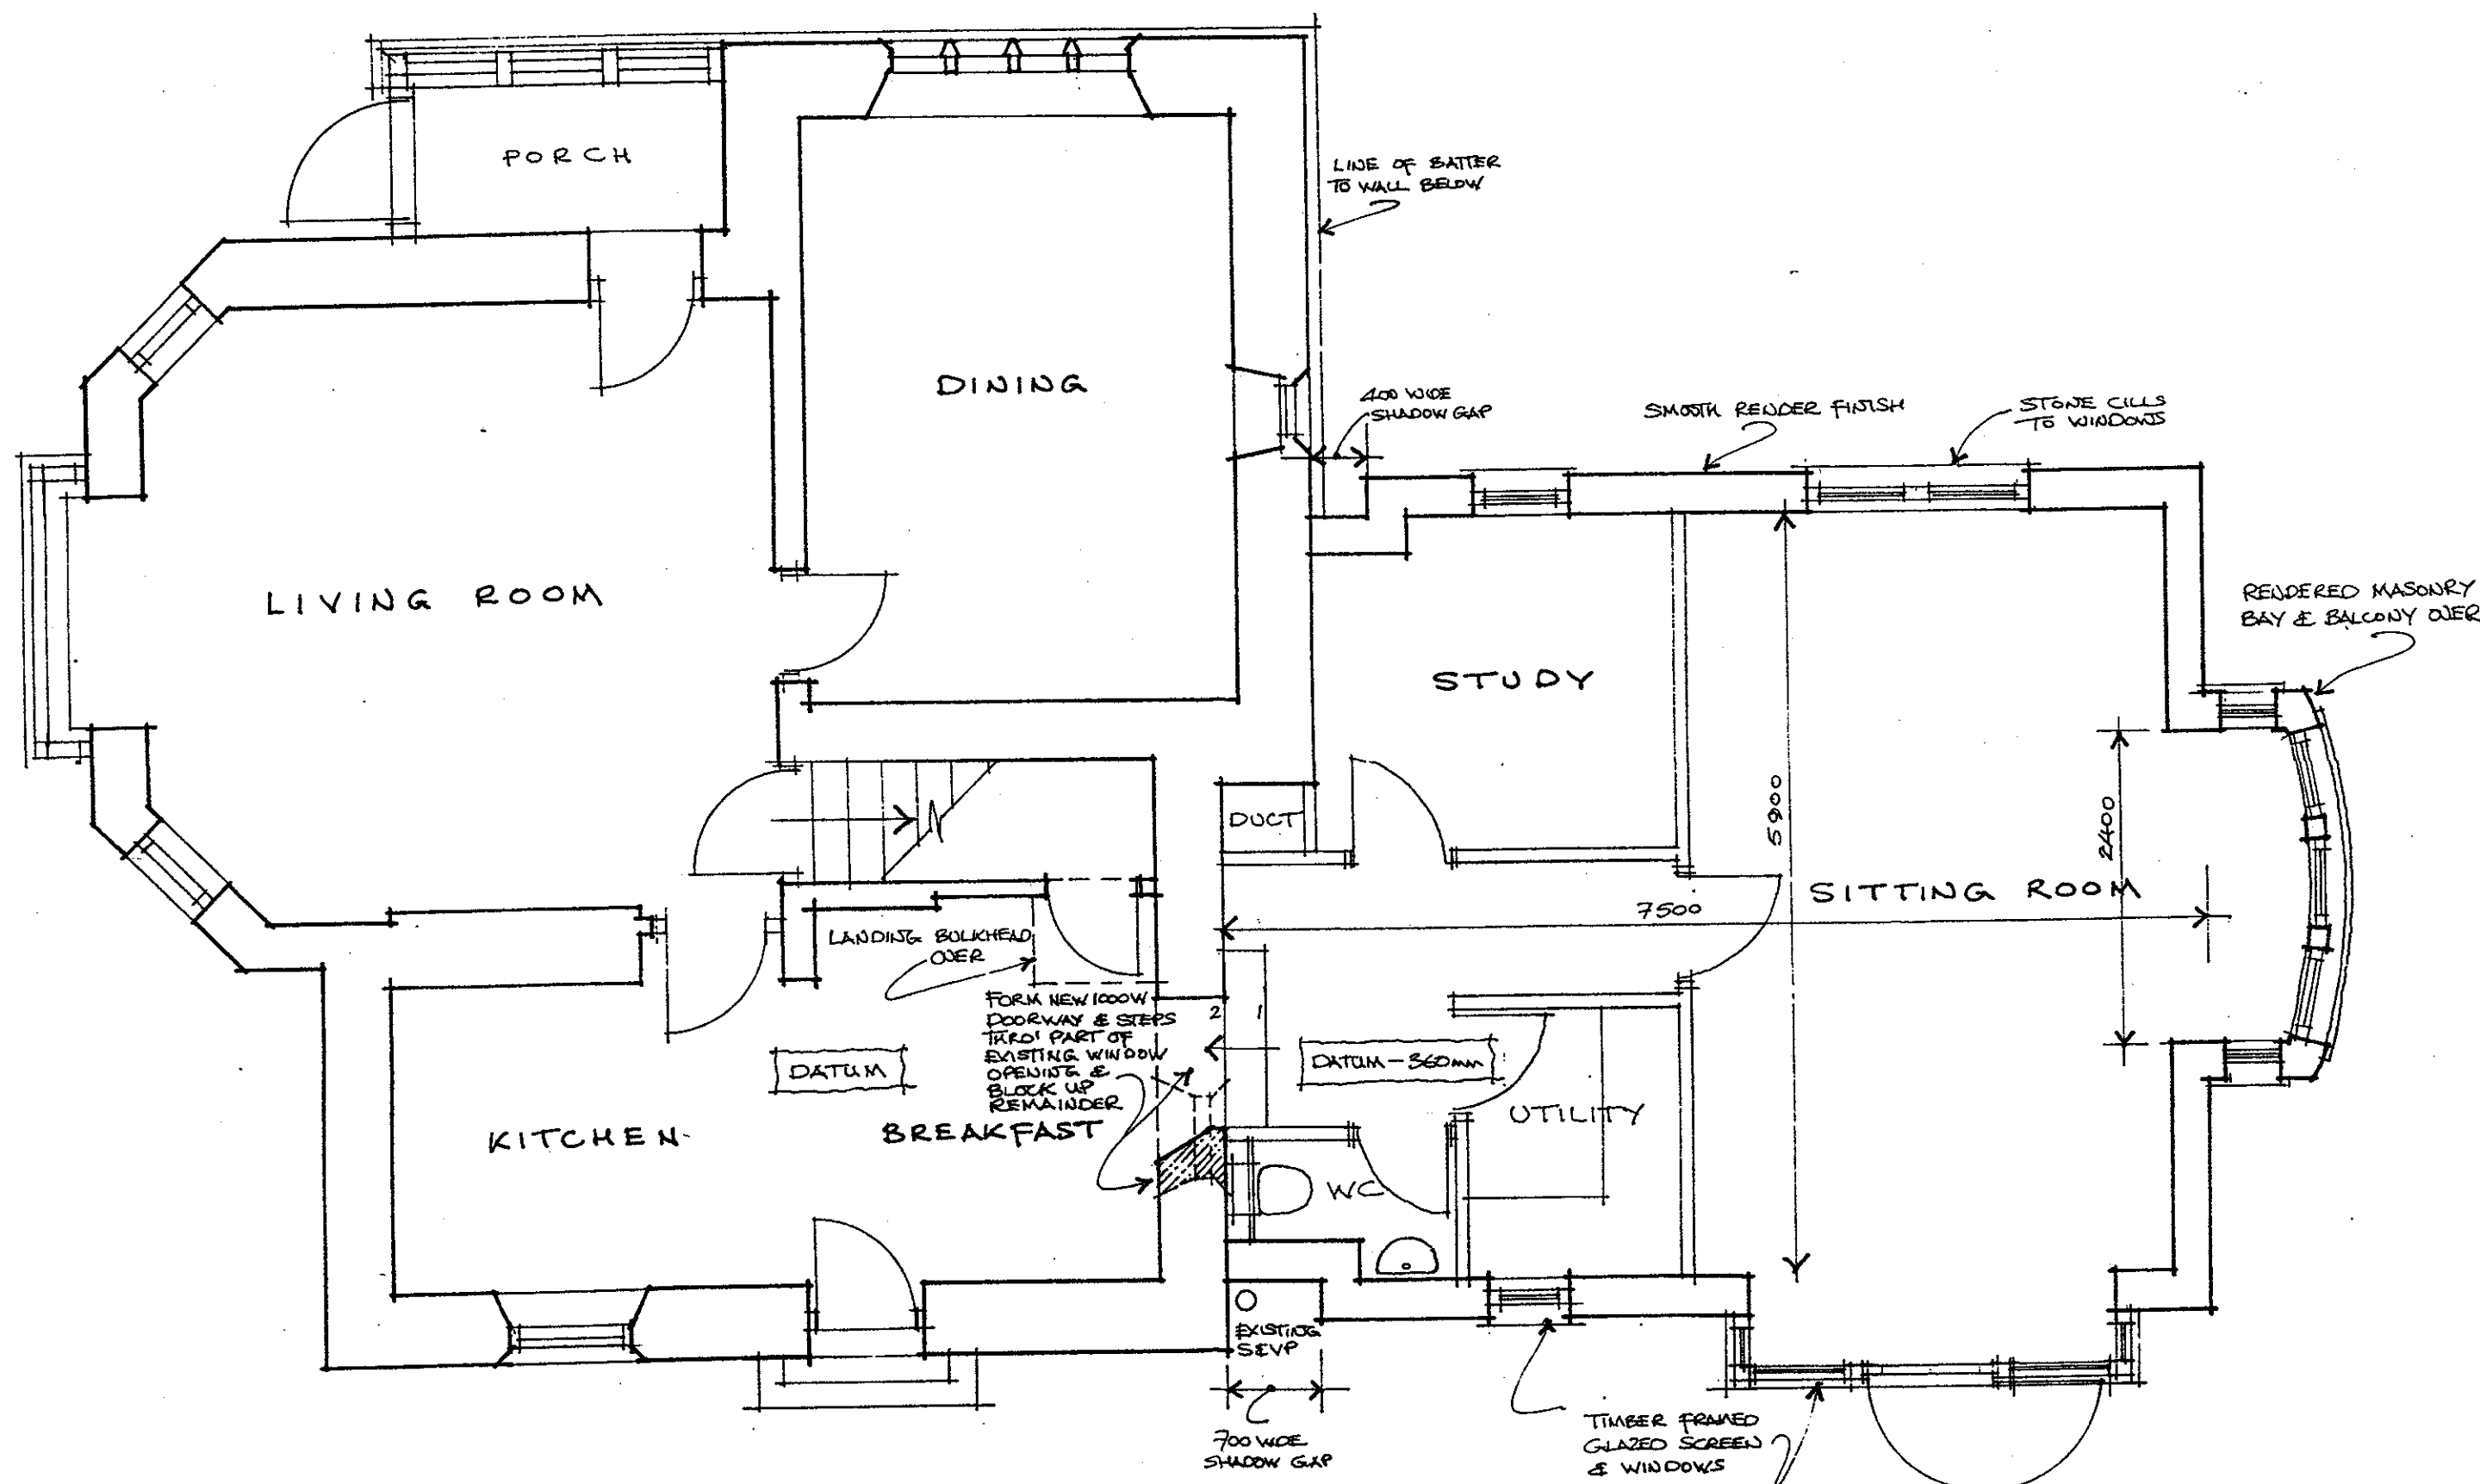 PORCH
LINE OF BATTER
TO WALL BELOW
DINING
400 WIDE
SHADOW GAP
SMOOTH RENDER FINISH
STONE CILLS
TO WINDOWS
LIVING ROOM
RENDERED MASONRY
BAY & BALCONY OVER
STUDY
DUCT
5900
2400
SITTING ROOM
7500
LANDING BULKHEAD
OVER
FORM NEW 1000W
DOORWAY & STEPS
THRO' PART OF
EXISTING WINDOW
OPENING &
BLOCK UP
REMAINDER
2 1
DATUM
DATUM - 360mm
UTILITY
KITCHEN
BREAKFAST
WC
EXISTING
SEVP
700 WIDE
SHADOW GAP
TIMBER FRAMED
GLAZED SCREEN
& WINDOWS